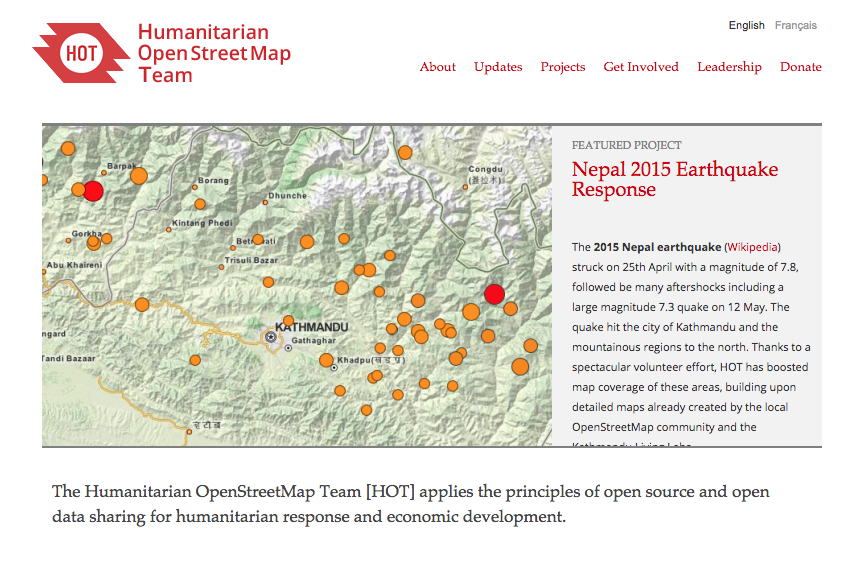 HOT
Humanitarian
OpenStreetMap
Team
English Français
About Updates Projects Get Involved Leadership Donate
FEATURED PROJECT
Nepal 2015 Earthquake
Response
The 2015 Nepal earthquake (Wikipedia)
struck on 25th April with a magnitude of 7.8,
followed be many aftershocks including a
large magnitude 7.3 quake on 12 May. The
quake hit the city of Kathmandu and the
mountainous regions to the north. Thanks to a
spectacular volunteer effort, HOT has boosted
map coverage of these areas, building upon
detailed maps already created by the local
OpenStreetMap community and the
Kathmandu Living Labs
Barpak
Borang
Congdu
Dhunche
Kintang Phedi
Gorkha
Trisuli Bazar
Abu Khaireni
KATHMANDU
Gathaghar
ngard
Khadpu
Tandi Bazaar
The Humanitarian OpenStreetMap Team [HOT] applies the principles of open source and open
data sharing for humanitarian response and economic development.